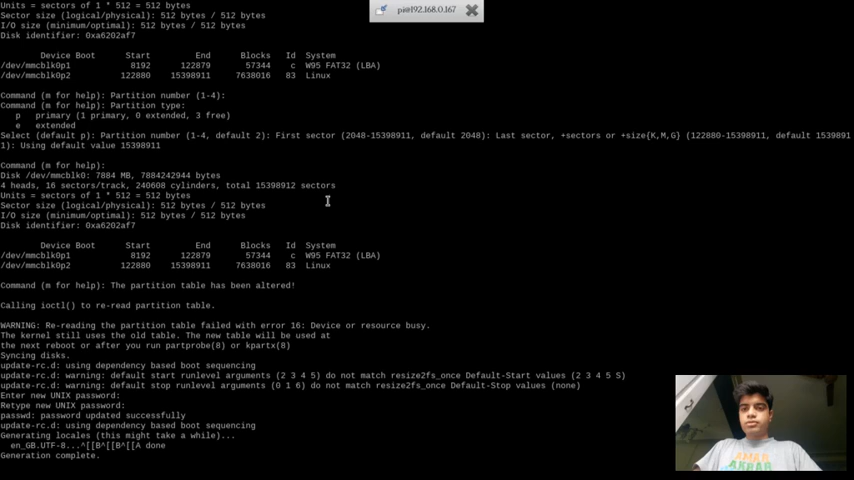 Units = sectors of 1 * 512 = 512 bytes
Sector size (logical/physical): 512 bytes / 512 bytes
I/O size (minimum/optimal): 512 bytes / 512 bytes
Disk identifier: 0xa6202af7
pi@192.168.0.167
Device Boot Start End Blocks Id System
/dev/mmcblk0p1 8192 122879 57344 c W95 FAT32 (LBA)
/dev/mmcblk0p2 122880 15398911 7638016 83 Linux
Command (m for help): Partition number (1-4):
Command (m for help): Partition type:
p primary (1 primary, 0 extended, 3 free)
e extended
Select (default p): Partition number (1-4, default 2): First sector (2048-15398911, default 2048): Last sector, +sectors or +size{K,M,G} (122880-15398911, default 1539891
1): Using default value 15398911
Command (m for help):
Disk /dev/mmcblk0: 7884 MB, 7884242944 bytes
4 heads, 16 sectors/track, 240608 cylinders, total 15398912 sectors
Units = sectors of 1 * 512 = 512 bytes
Sector size (logical/physical): 512 bytes / 512 bytes
I/O size (minimum/optimal): 512 bytes / 512 bytes
Disk identifier: 0xa6202af7
Device Boot Start End Blocks Id System
/dev/mmcblk0p1 8192 122879 57344 c W95 FAT32 (LBA)
/dev/mmcblk0p2 122880 15398911 7638016 83 Linux
Command (m for help): The partition table has been altered!
Calling ioctl() to re-read partition table.
WARNING: Re-reading the partition table failed with error 16: Device or resource busy.
The kernel still uses the old table. The new table will be used at
the next reboot or after you run partprobe(8) or kpartx(8)
Syncing disks.
update-rc.d: using dependency based boot sequencing
update-rc.d: warning: default start runlevel arguments (2 3 4 5) do not match resize2fs_once Default-Start values (2 3 4 5 S)
update-rc.d: warning: default stop runlevel arguments (0 1 6) do not match resize2fs_once Default-Stop values (none)
Enter new UNIX password:
Retype new UNIX password:
passwd: password updated successfully
update-rc.d: using dependency based boot sequencing
Generating locales (this might take a while)...
en_GB.UTF-8...^[[B^[[B^[[A done
Generation complete.
AMAR
AKBAR